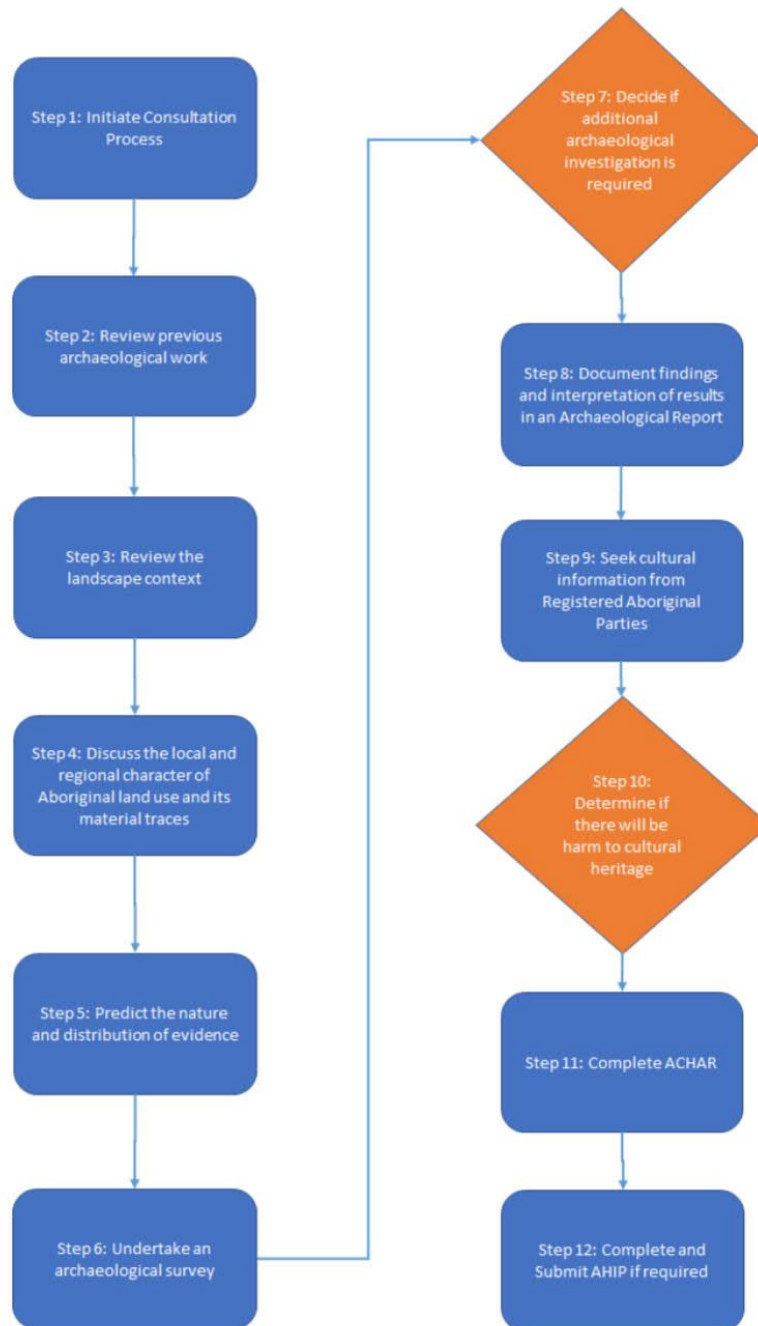 Step 1: Initiate Consultation
Process
Step 2: Review previous
archaeological work
Step 3: Review the
landscape context
Step 4: Discuss the local and
regional character of
Aboriginal land use and its
material traces
Step 5: Predict the nature
and distribution of evidence
Step 6: Undertake an
archaeological survey
Step 7: Decide if
additional
archaeological
investigation is
required
Step 8: Document findings
and interpretation of results
in an Archaeological Report
Step 9: Seek cultural
information from
Registered Aboriginal
Parties
Step 10:
Determine if
there will be
harm to cultural
heritage
Step 11: Complete ACHAR
Step 12: Complete and
Submit AHIP if required